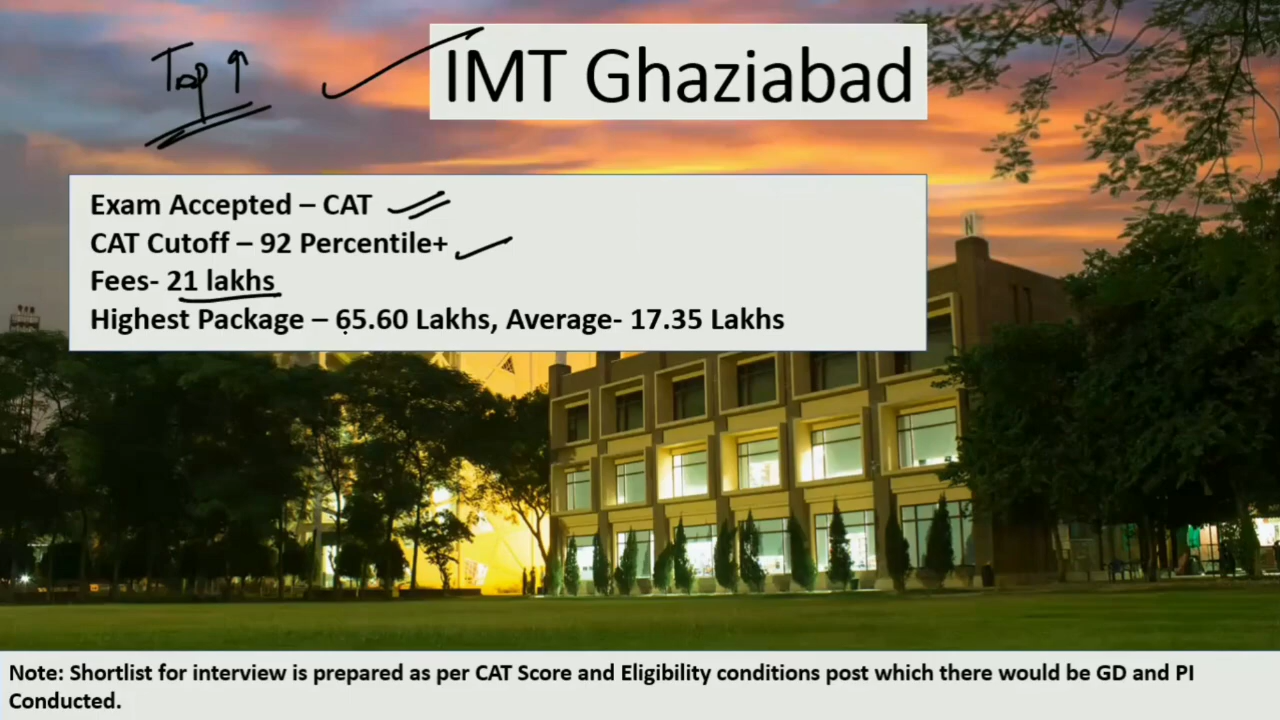 Top ↑
IMT Ghaziabad
Exam Accepted – CAT
CAT Cutoff – 92 Percentile+
Fees- 21 lakhs
Highest Package – 65.60 Lakhs, Average- 17.35 Lakhs
Note: Shortlist for interview is prepared as per CAT Score and Eligibility conditions post which there would be GD and PI
Conducted.